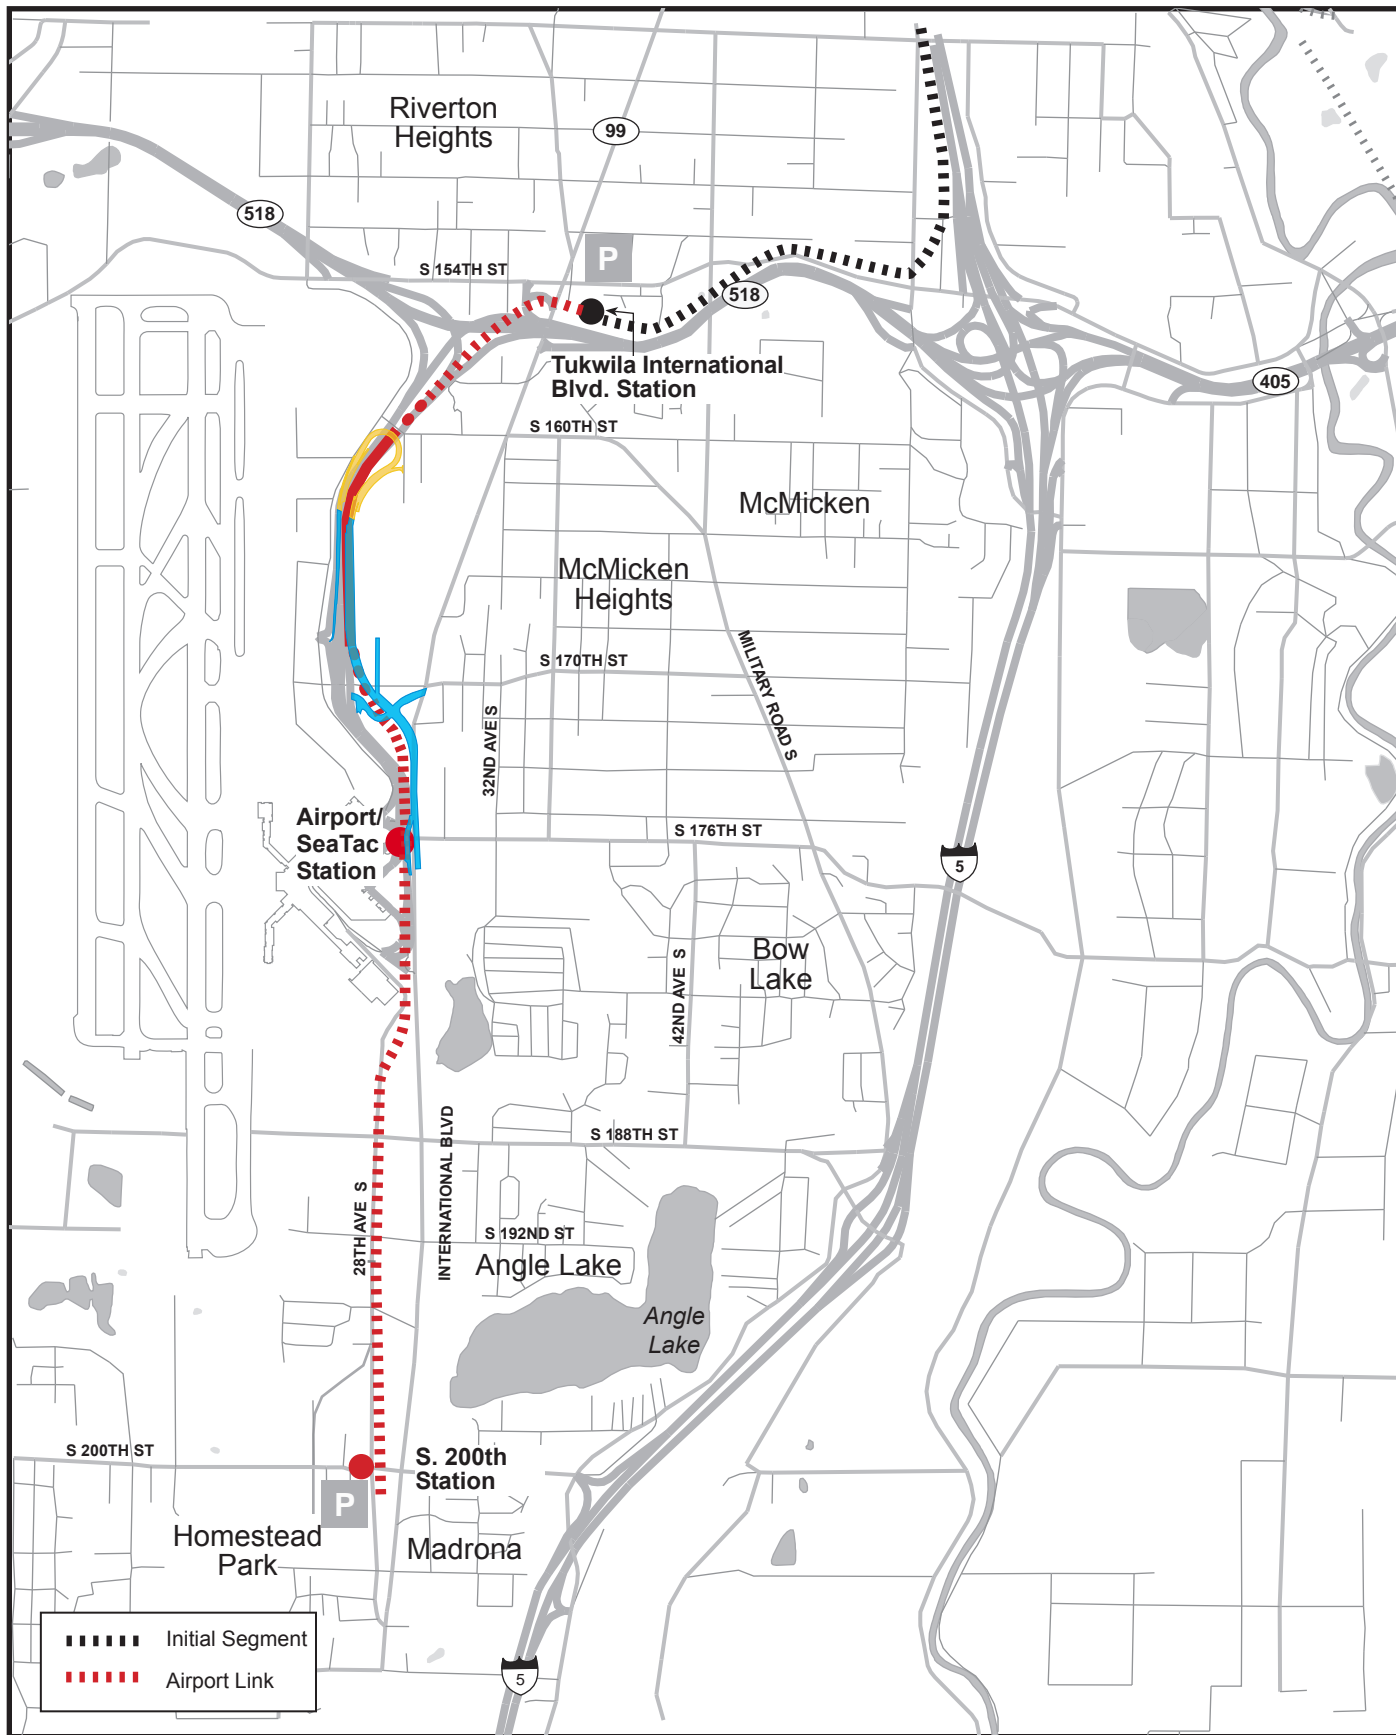 Riverton
Heights
99
518
P
S 154TH ST
518
Tukwila International
Blvd. Station
405
S 160TH ST
McMicken
McMicken
Heights
MILITARY ROAD S
S 170TH ST
32ND AVE S
Airport/
SeaTac
Station
S 176TH ST
5
Bow
Lake
42ND AVE S
INTERNATIONAL BLVD
S 188TH ST
28TH AVE S
S 192ND ST
Angle Lake
Angle
Lake
S 200TH ST
S. 200th
Station
P
Homestead
Park
Madrona
Initial Segment
Airport Link
5